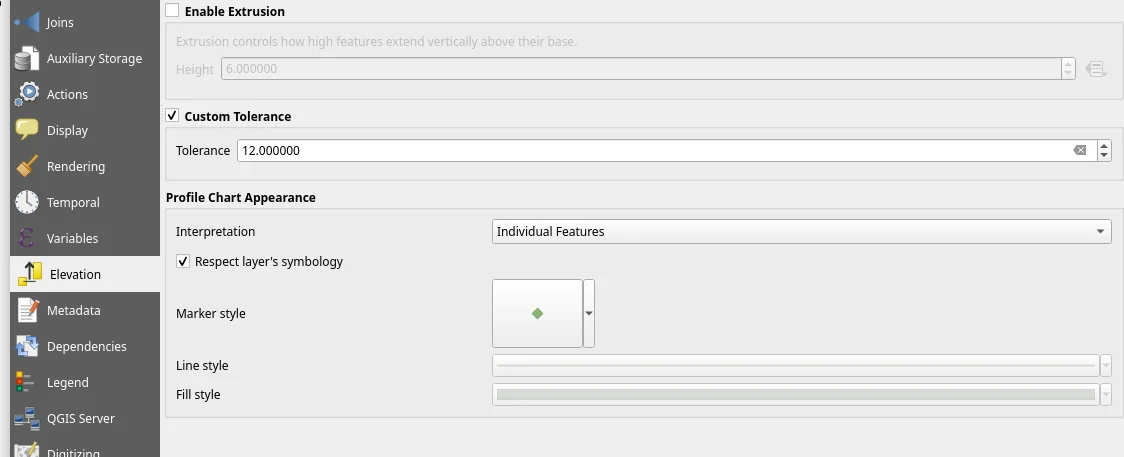 Joins
Auxiliary Storage
Actions
Display
Rendering
Temporal
Variables
Elevation
Metadata
Dependencies
Legend
QGIS Server
Digitizing
Enable Extrusion
Extrusion controls how high features extend vertically above their base.
Height 6.000000
Custom Tolerance
Tolerance 12.000000
Profile Chart Appearance
Interpretation Individual Features
Respect layer's symbology
Marker style
Line style
Fill style